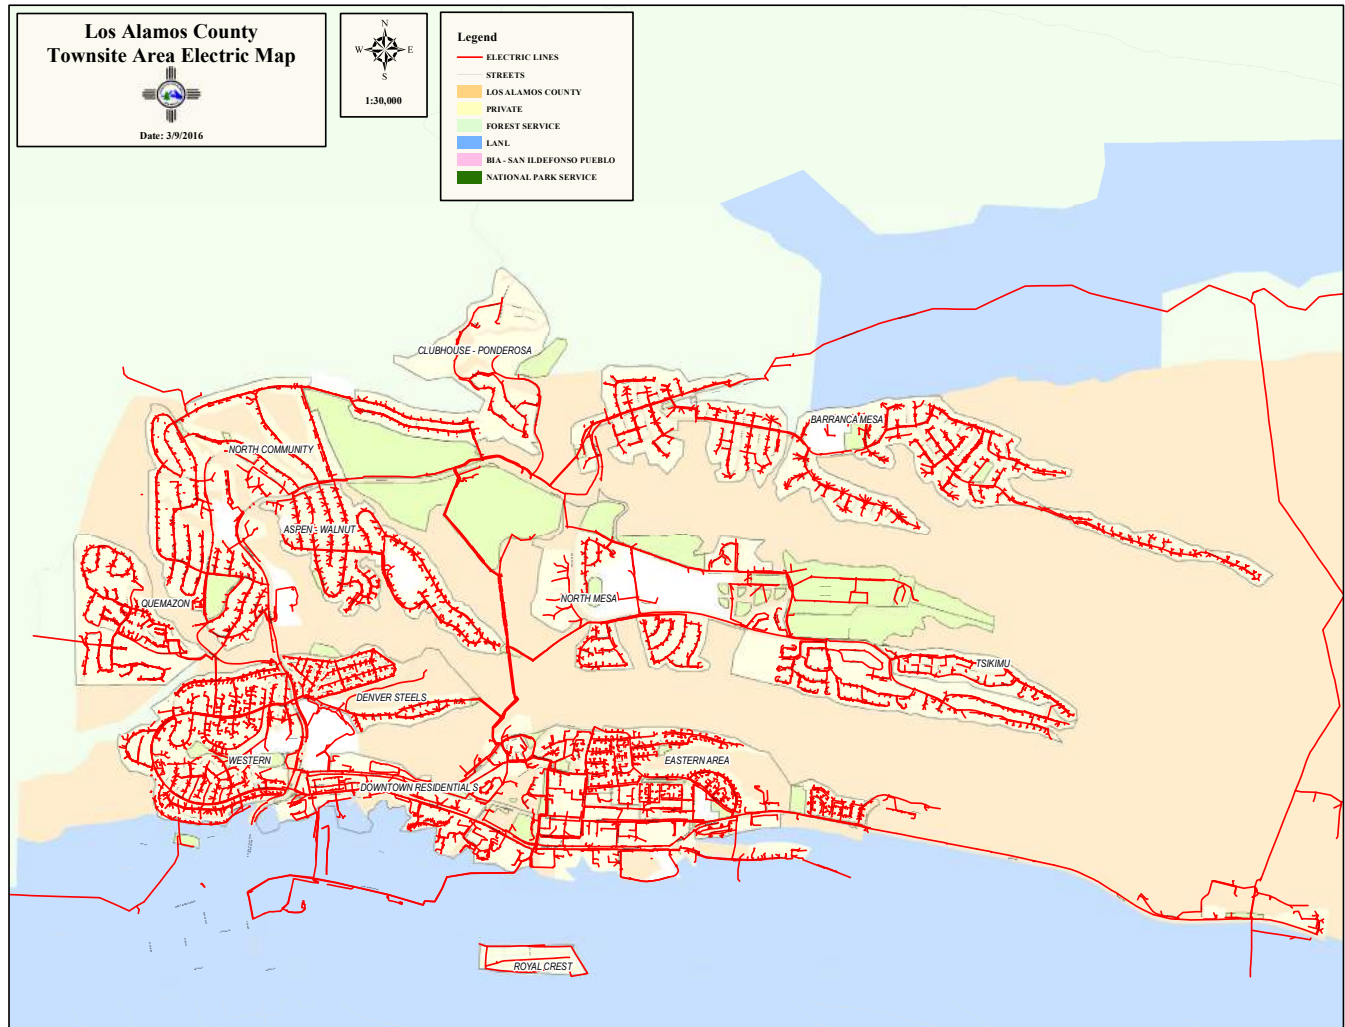 Los Alamos County
Townsite Area Electric Map
Date: 3/9/2016
N
W
E
S
1:30,000
Legend
ELECTRIC LINES
STREETS
LOS ALAMOS COUNTY
PRIVATE
FOREST SERVICE
LANL
BIA - SAN ILDEFONSO PUEBLO
NATIONAL PARK SERVICE
CLUBHOUSE - PONDEROSA
BARRANCA MESA
NORTH COMMUNITY
ASPEN - WALNUT
QUEMAZON
NORTH MESA
TSIKIMU
DENVER STEELS
WESTERN
EASTERN AREA
DOWNTOWN RESIDENTIAL S
ROYAL CREST